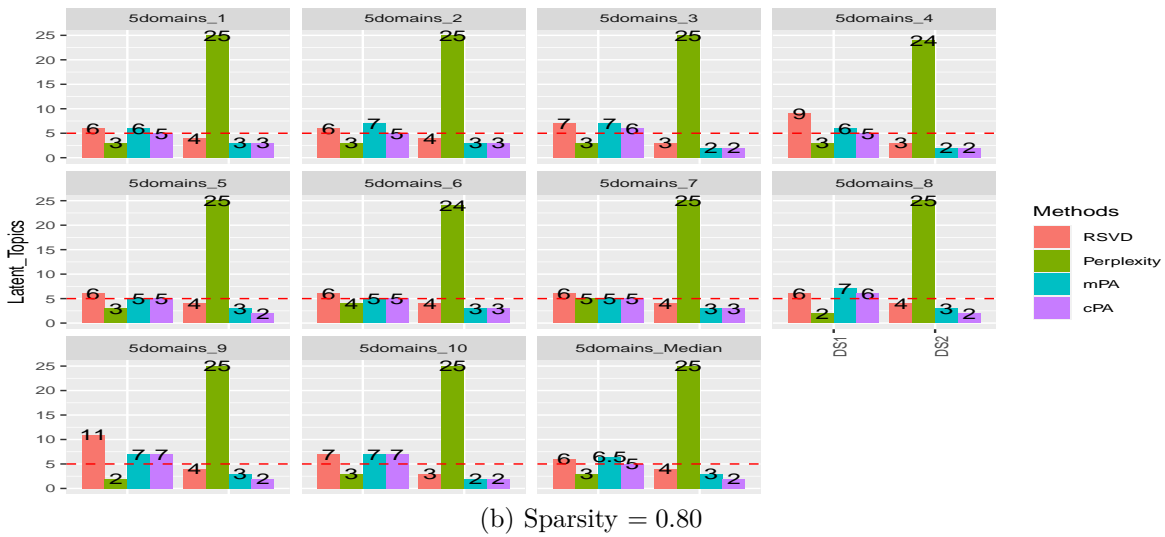 5domains_1 5domains_2 5domains_3 5domains_4
25 25 25 25 24
20
15
10 9
5 6 3 6 5 4 3 3 6 3 7 5 4 3 3 7 3 7 6 3 2 2 3 6 5 3 2 2
0
5domains_5 5domains_6 5domains_7 5domains_8
25 25 24 25 25
20
15
10
5 6 3 5 5 4 3 2 6 4 5 5 4 3 3 6 5 5 5 4 3 3 6 2 7 6 4 3 2
0
5domains_9 5domains_10 5domains_Median
25 25 25 25
20
15
10 11
5 2 7 7 4 3 2 7 3 7 7 3 2 2 6 3 6.5 5 4 3 2
0
DS1 DS2
Latent_Topics
Methods
RSVD
Perplexity
mPA
cPA
(b) Sparsity = 0.80